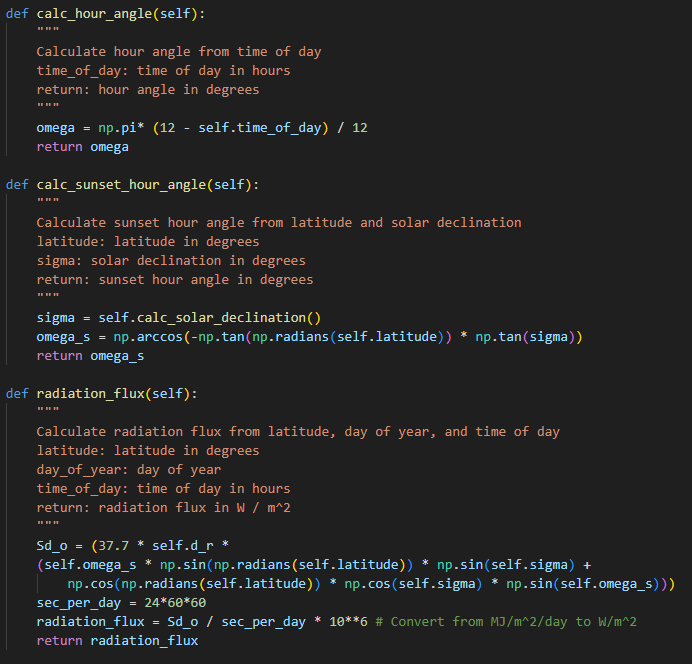 def calc_hour_angle(self):
    """
    Calculate hour angle from time of day
    time_of_day: time of day in hours
    return: hour angle in degrees
    """
    omega = np.pi* (12 - self.time_of_day) / 12
    return omega

def calc_sunset_hour_angle(self):
    """
    Calculate sunset hour angle from latitude and solar declination
    latitude: latitude in degrees
    sigma: solar declination in degrees
    return: sunset hour angle in degrees
    """
    sigma = self.calc_solar_declination()
    omega_s = np.arccos(-np.tan(np.radians(self.latitude)) * np.tan(sigma))
    return omega_s

def radiation_flux(self):
    """
    Calculate radiation flux from latitude, day of year, and time of day
    latitude: latitude in degrees
    day_of_year: day of year
    time_of_day: time of day in hours
    return: radiation flux in W / m^2
    """
    Sd_o = (37.7 * self.d_r *
    (self.omega_s * np.sin(np.radians(self.latitude)) * np.sin(self.sigma) +
        np.cos(np.radians(self.latitude)) * np.cos(self.sigma) * np.sin(self.omega_s)))
    sec_per_day = 24*60*60
    radiation_flux = Sd_o / sec_per_day * 10**6 # Convert from MJ/m^2/day to W/m^2
    return radiation_flux